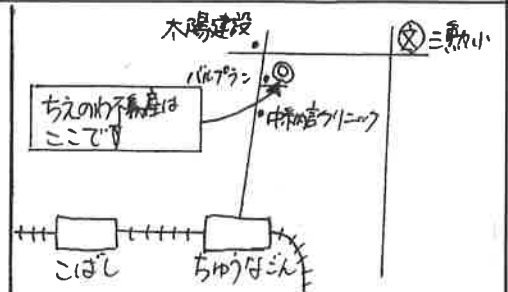 太陽建設
文 三勲小
バルプラン
ちえのわ不動産は
ここです
中納言クリニック
こばし
ちゅうなごん